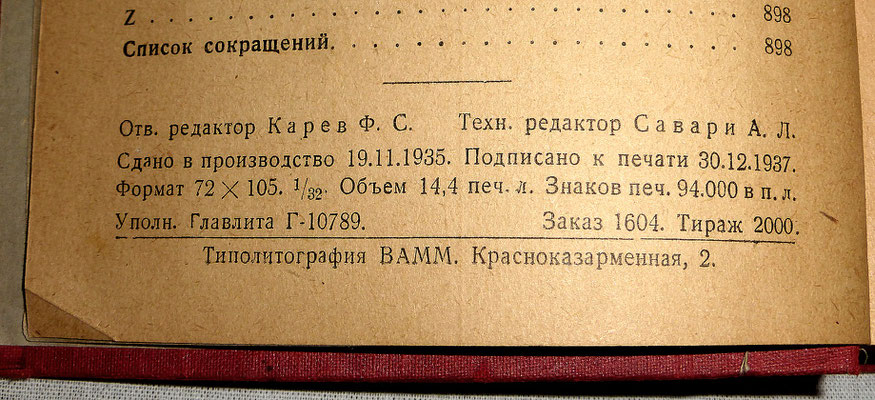 Z . . . . . . . . . . . . . . . . . . . . 898
Список сокращений. . . . . . . . . . . . . . . 898
Отв. редактор Карев Ф. С. Техн. редактор Савари А. Л.
Сдано в производство 19.11.1935. Подписано к печати 30.12.1937.
Формат 72 × 105. 1/32. Объем 14,4 печ. л. Знаков печ. 94.000 в п. л.
Уполн. Главлита Г-10789. Заказ 1604. Тираж 2000.
Типолитография ВАММ. Красноказарменная, 2.